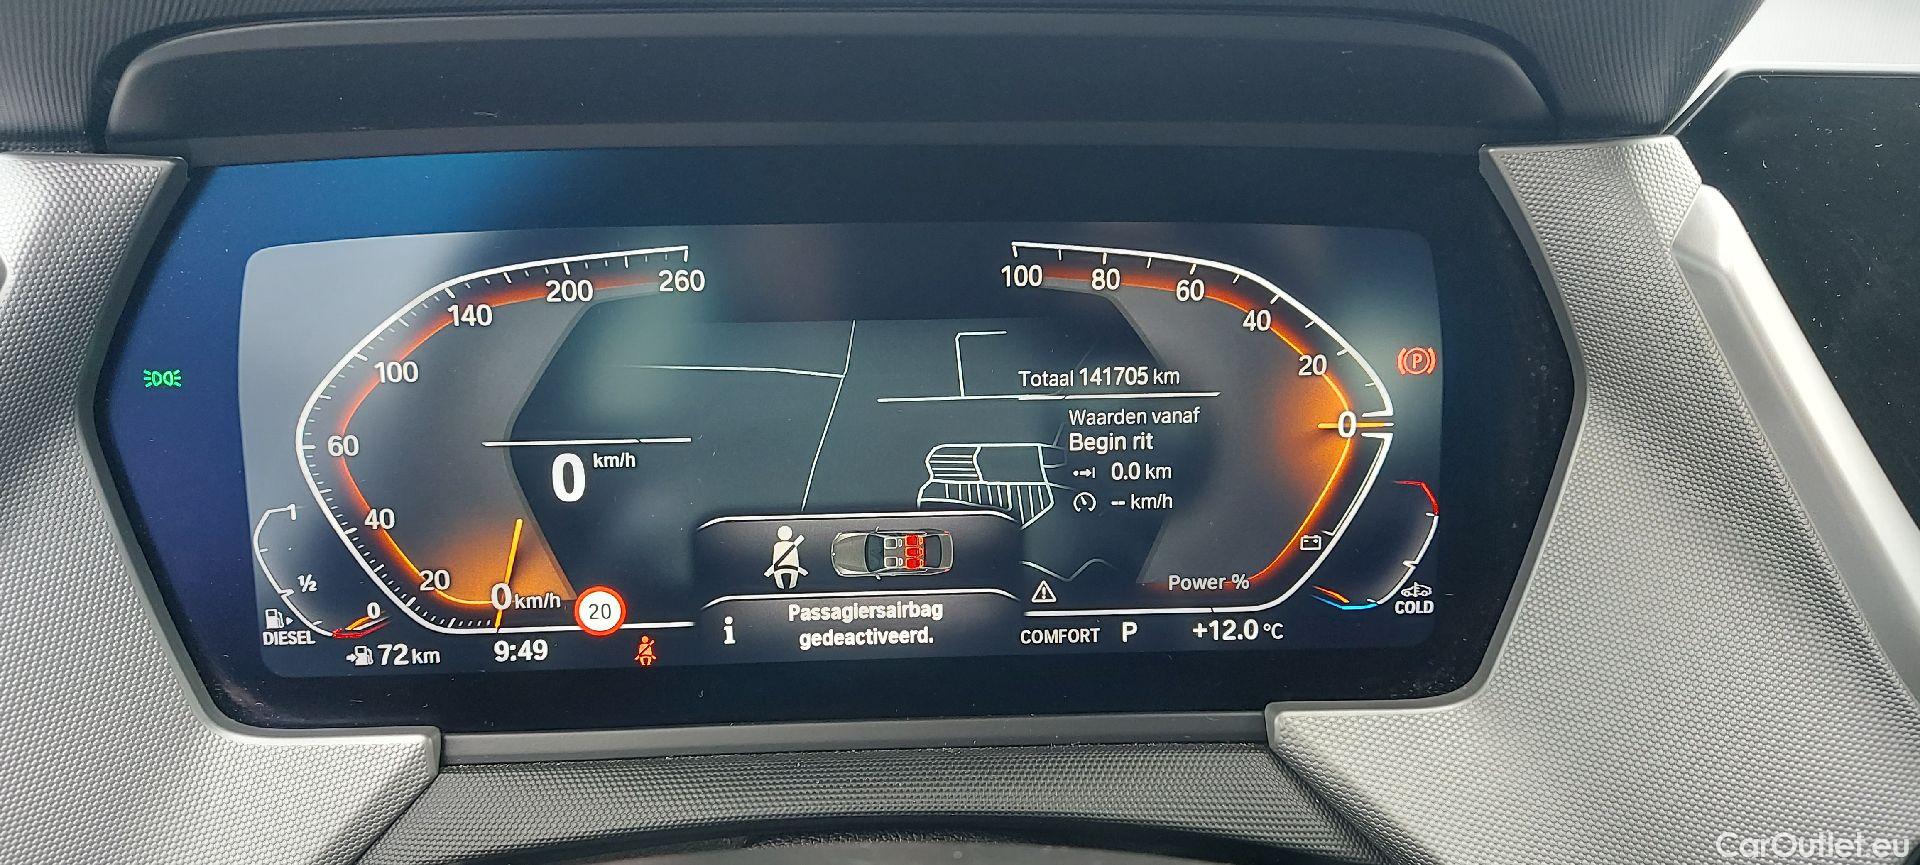 260
200
140
100
60
40
20
0 km/h
0 km/h
100
80
60
40
20
0
Power %
Totaal 141705 km
Waarden vanaf
Begin rit
0.0 km
-- km/h
P
1
½
0
DIESEL
72 km
9:49
20
Passagiersairbag
gedeactiveerd.
i
COMFORT P +12.0 °C
COLD
CarOutlet.eu